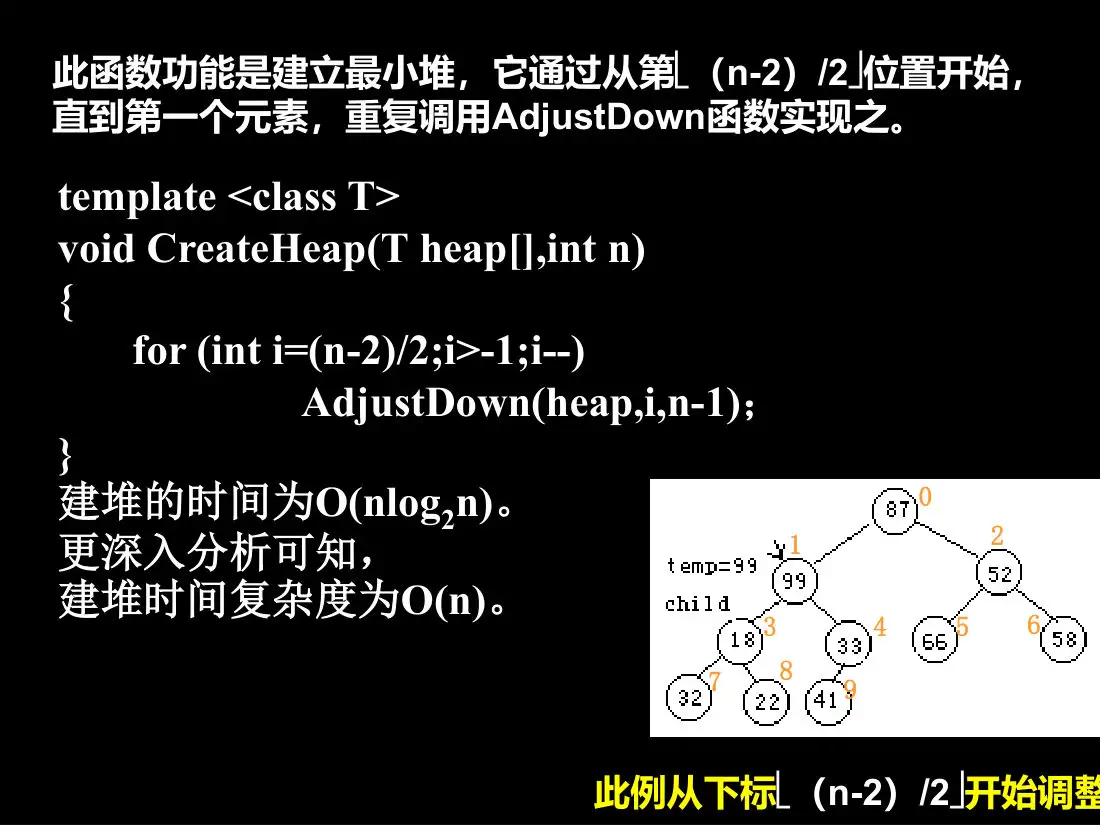 此函数功能是建立最小堆，它通过从第⎣（n-2）/2⎦位置开始，
直到第一个元素，重复调用AdjustDown函数实现之。
template <class T>
void CreateHeap(T heap[],int n)
{
for (int i=(n-2)/2;i>-1;i--)
AdjustDown(heap,i,n-1)；
}
建堆的时间为O(nlog₂n)。
更深入分析可知，
建堆时间复杂度为O(n)。
87 0
temp=99 99 1
52 2
child
18 3
33 4
66 5
58 6
32 7
22 8
41 9
此例从下标⎣（n-2）/2⎦开始调整